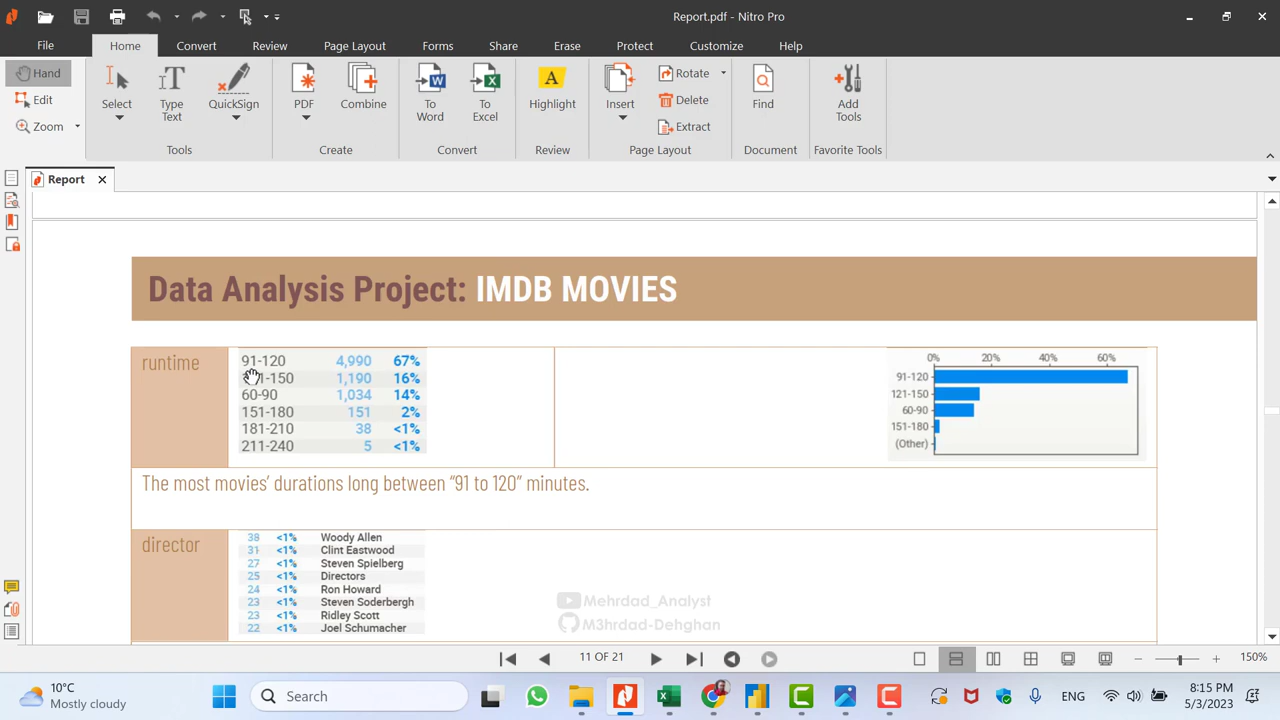 Report.pdf - Nitro Pro
File Home Convert Review Page Layout Forms Share Erase Protect Customize Help
Hand
Edit
Zoom
Select
Type Text
QuickSign
Tools
PDF
Combine
Create
To Word
To Excel
Convert
Highlight
Review
Insert
Rotate
Delete
Extract
Page Layout
Find
Document
Add Tools
Favorite Tools
Report
Data Analysis Project: IMDB MOVIES
runtime
91-120 4,990 67%
1-150 1,190 16%
60-90 1,034 14%
151-180 151 2%
181-210 38 <1%
211-240 5 <1%
0% 20% 40% 60%
91-120
121-150
60-90
151-180
(Other)
The most movies’ durations long between “91 to 120” minutes.
director
38 <1% Woody Allen
31 <1% Clint Eastwood
27 <1% Steven Spielberg
25 <1% Directors
24 <1% Ron Howard
23 <1% Steven Soderbergh
23 <1% Ridley Scott
22 <1% Joel Schumacher
Mehrdad_Analyst
M3hrdad-Dehghan
11 OF 21
150%
10°C
Mostly cloudy
Search
ENG
8:15 PM
5/3/2023